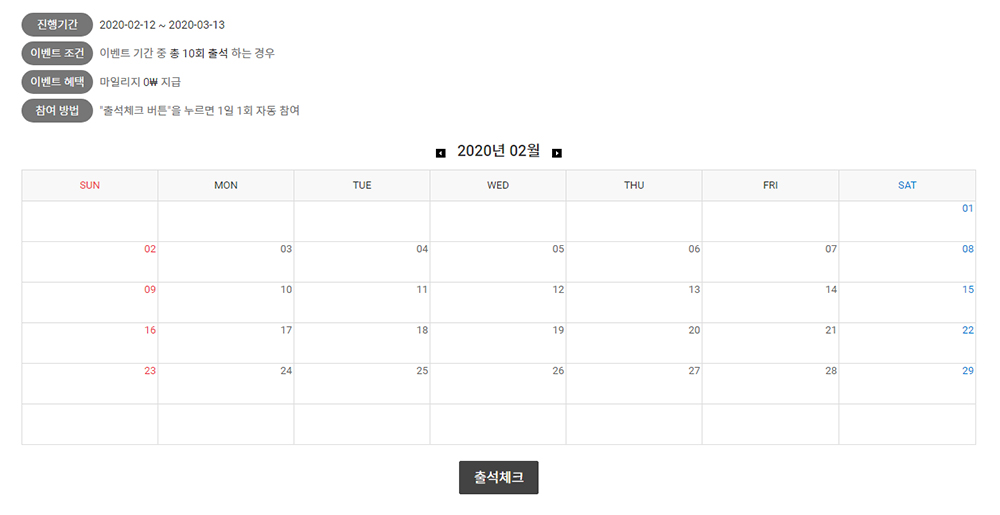 진행기간 2020-02-12 ~ 2020-03-13
이벤트 조건 이벤트 기간 중 총 10회 출석 하는 경우
이벤트 혜택 마일리지 0₩ 지급
참여 방법 "출석체크 버튼"을 누르면 1일 1회 자동 참여
2020년 02월
SUN MON TUE WED THU FRI SAT
01
02 03 04 05 06 07 08
09 10 11 12 13 14 15
16 17 18 19 20 21 22
23 24 25 26 27 28 29
출석체크